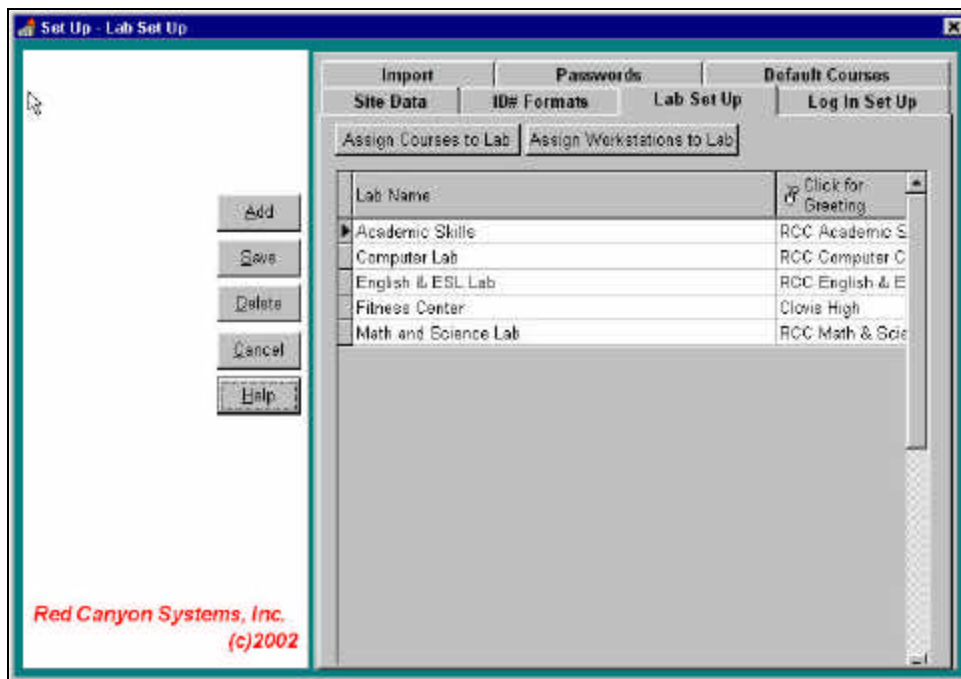 Set Up - Lab Set Up
Import Passwords Default Courses
Site Data ID# Formats Lab Set Up Log In Set Up
Assign Courses to Lab Assign Workstations to Lab
Lab Name Click for Greeting
Academic Skills RCC Academic S
Computer Lab RCC Computer C
English & ESL Lab RCC English & E
Fitness Center Clovis High
Math and Science Lab RCC Math & Scie
Add
Save
Delete
Cancel
Help
Red Canyon Systems, Inc.
(c)2002